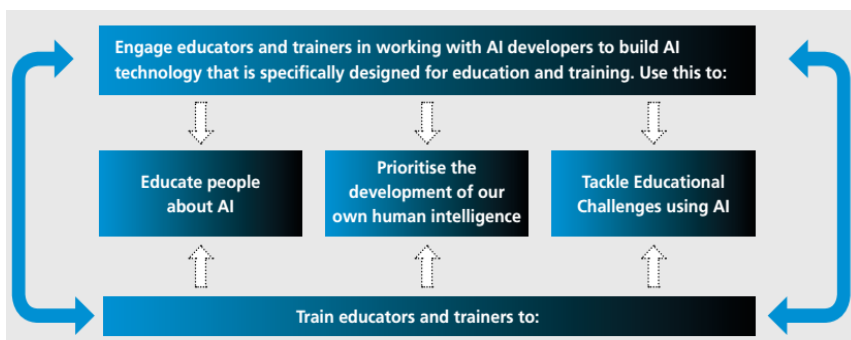 Engage educators and trainers in working with AI developers to build AI
technology that is specifically designed for education and training. Use this to:
Educate people
about AI
Prioritise the
development of our
own human intelligence
Tackle Educational
Challenges using AI
Train educators and trainers to: